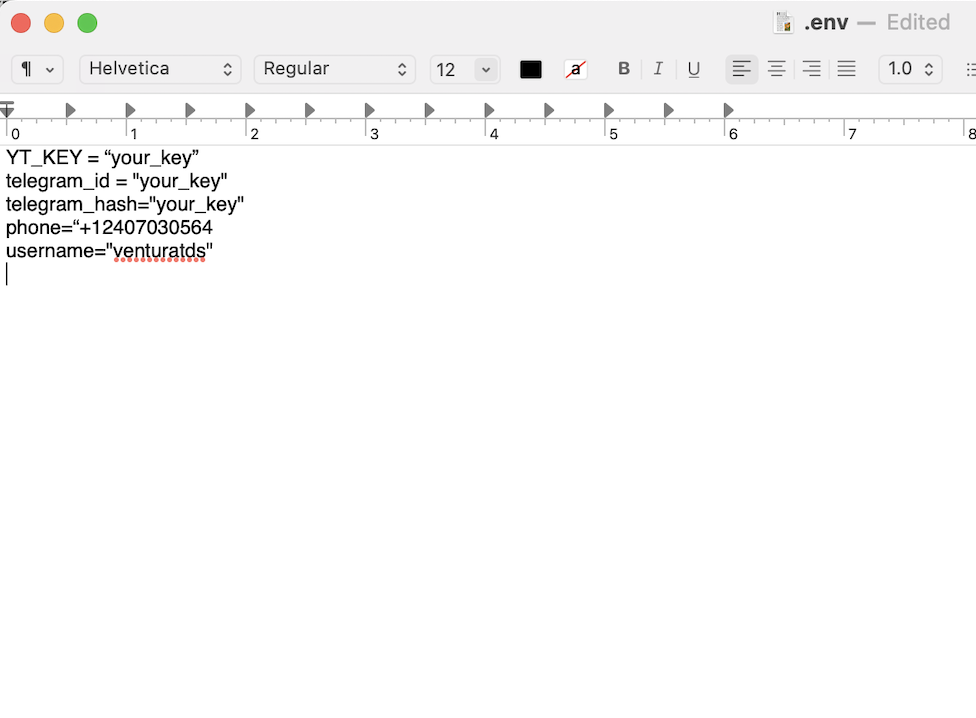 .env — Edited
¶ Helvetica Regular 12 a B I U 1.0
0 1 2 3 4 5 6 7 8
YT_KEY = “your_key”
telegram_id = "your_key"
telegram_hash="your_key"
phone=“+12407030564
username="venturatds"